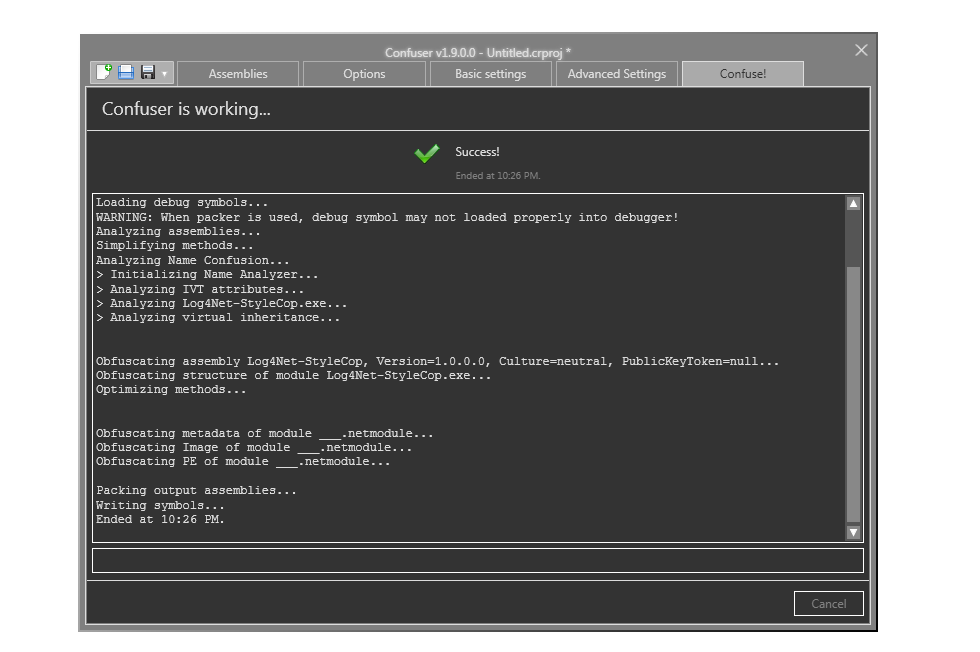 Confuser v1.9.0.0 - Untitled.crproj *
Assemblies
Options
Basic settings
Advanced Settings
Confuse!
Confuser is working...
Success!
Ended at 10:26 PM.
Loading debug symbols...
WARNING: When packer is used, debug symbol may not loaded properly into debugger!
Analyzing assemblies...
Simplifying methods...
Analyzing Name Confusion...
> Initializing Name Analyzer...
> Analyzing IVT attributes...
> Analyzing Log4Net-StyleCop.exe...
> Analyzing virtual inheritance...
Obfuscating assembly Log4Net-StyleCop, Version=1.0.0.0, Culture=neutral, PublicKeyToken=null...
Obfuscating structure of module Log4Net-StyleCop.exe...
Optimizing methods...
Obfuscating metadata of module ___.netmodule...
Obfuscating Image of module ___.netmodule...
Obfuscating PE of module ___.netmodule...
Packing output assemblies...
Writing symbols...
Ended at 10:26 PM.
Cancel